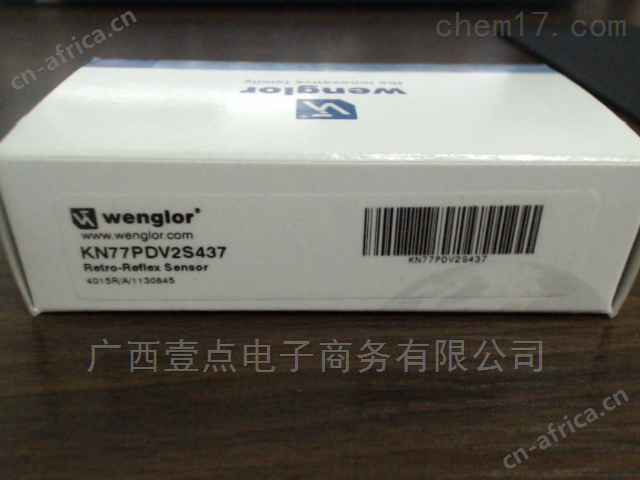 cn-africa.cn
chem17.com
wenglor
the innovative family
wenglor®
www.wenglor.com
KN77PDV2S437
Retro-Reflex Sensor
4015R/A/1130845
KN77PDV2S437
广西壹点电子商务有限公司
cn-africa.cn